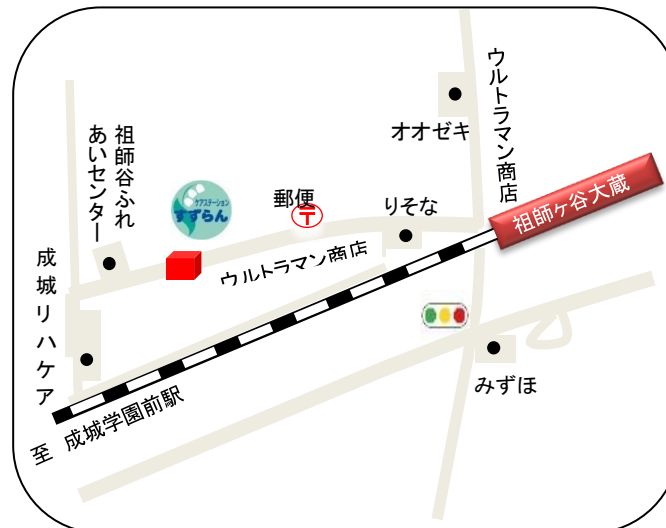 ウルトラマン商店
オオゼキ
祖師ヶ谷大蔵
祖師谷ふれ
あいセンター
ケアステーション
すずらん
郵便
〒
りそな
ウルトラマン商店
成城リハケア
みずほ
至 成城学園前駅